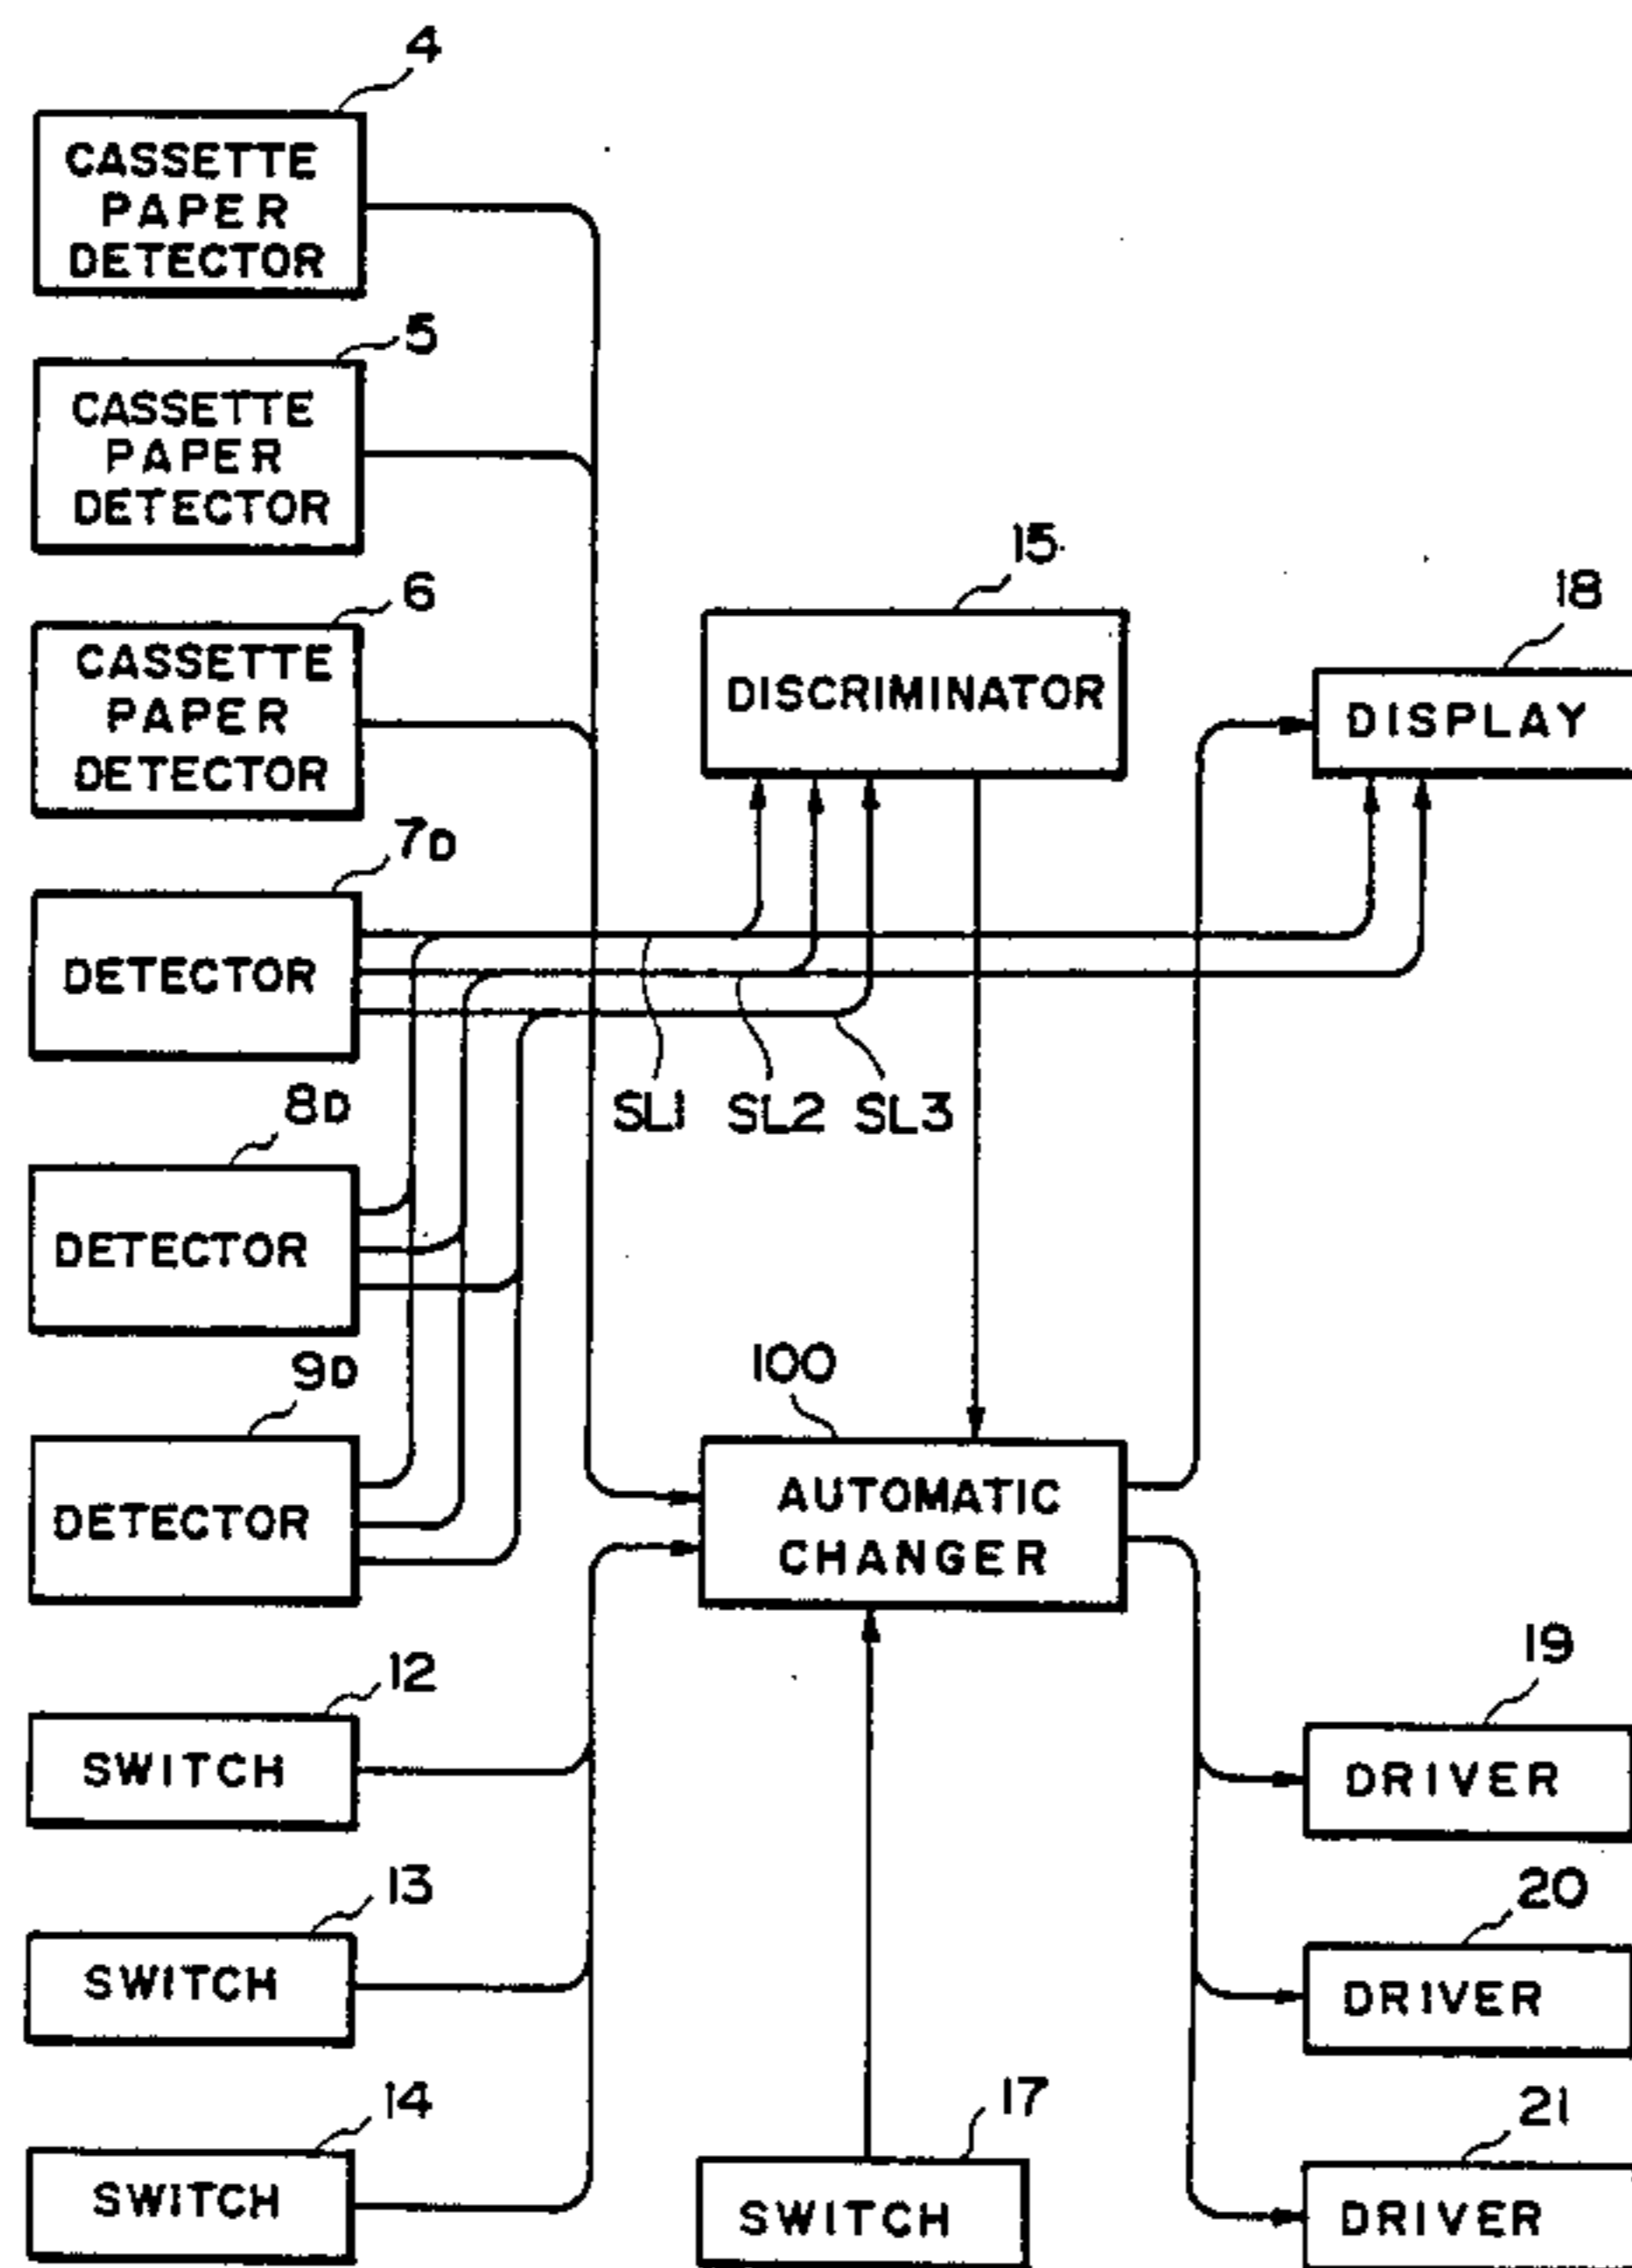 4
CASSETTE
PAPER
DETECTOR
5
CASSETTE
PAPER
DETECTOR
6
CASSETTE
PAPER
DETECTOR
15
DISCRIMINATOR
18
DISPLAY
7D
DETECTOR
SL1 SL2 SL3
8D
DETECTOR
9D
DETECTOR
100
AUTOMATIC
CHANGER
12
SWITCH
13
SWITCH
14
SWITCH
17
SWITCH
19
DRIVER
20
DRIVER
21
DRIVER